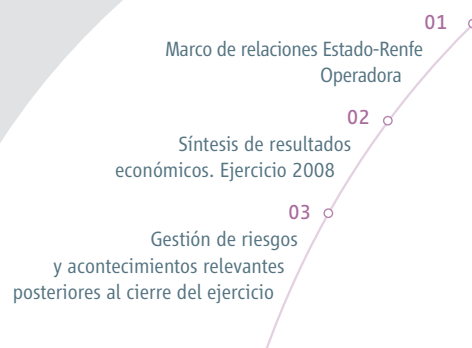 01
Marco de relaciones Estado-Renfe
Operadora
02
Síntesis de resultados
económicos. Ejercicio 2008
03
Gestión de riesgos
y acontecimientos relevantes
posteriores al cierre del ejercicio